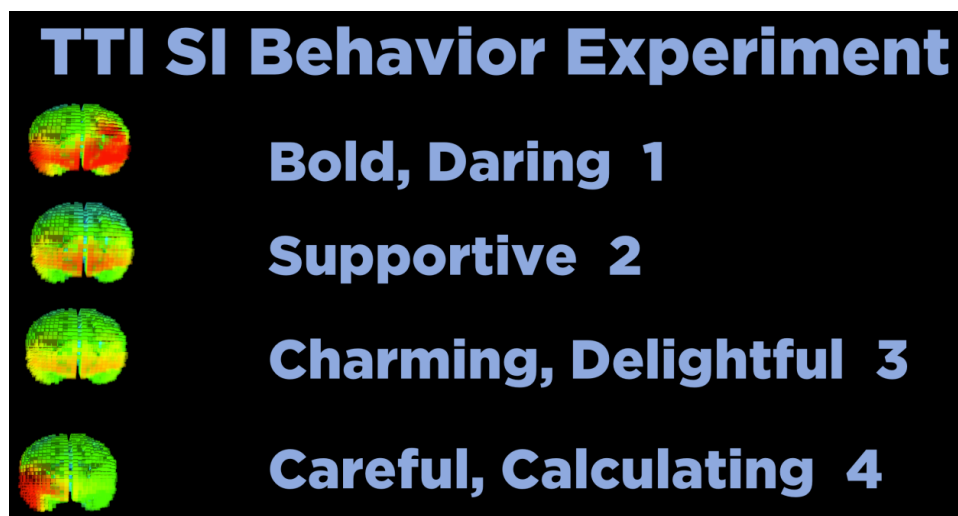 TTI SI Behavior Experiment
Bold, Daring 1
Supportive 2
Charming, Delightful 3
Careful, Calculating 4